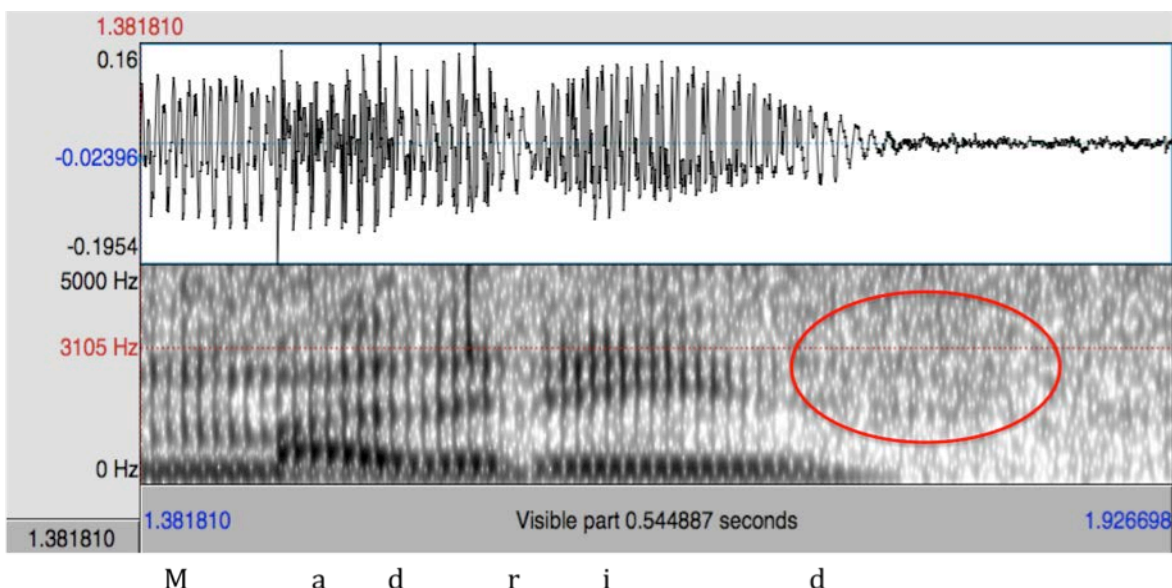 1.381810
0.16
-0.02396
-0.1954
5000 Hz
3105 Hz
0 Hz
1.381810 Visible part 0.544887 seconds 1.926698
1.381810
M a d r i d